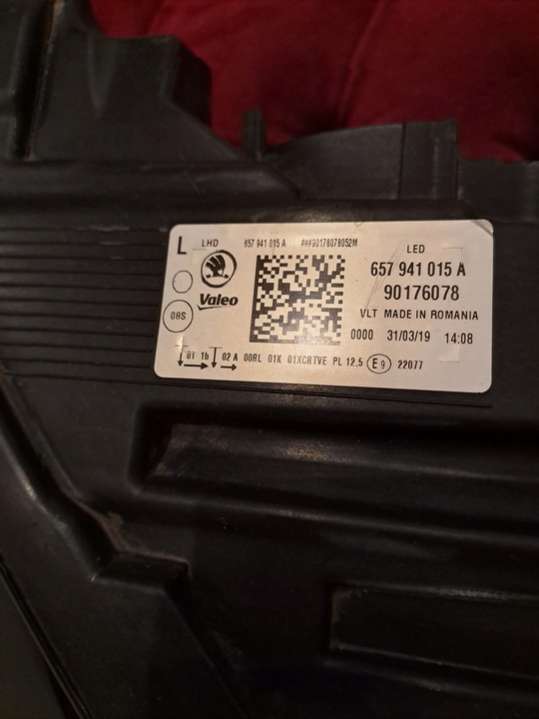 L LHD 657 941 015 A ###90178078052M
LED
Valeo
657 941 015 A
90176078
08S
VLT MADE IN ROMANIA
0000 31/03/19 14:08
01 1b 02 A 00RL 01K 01XCRTVE PL 12,5 E9 22077